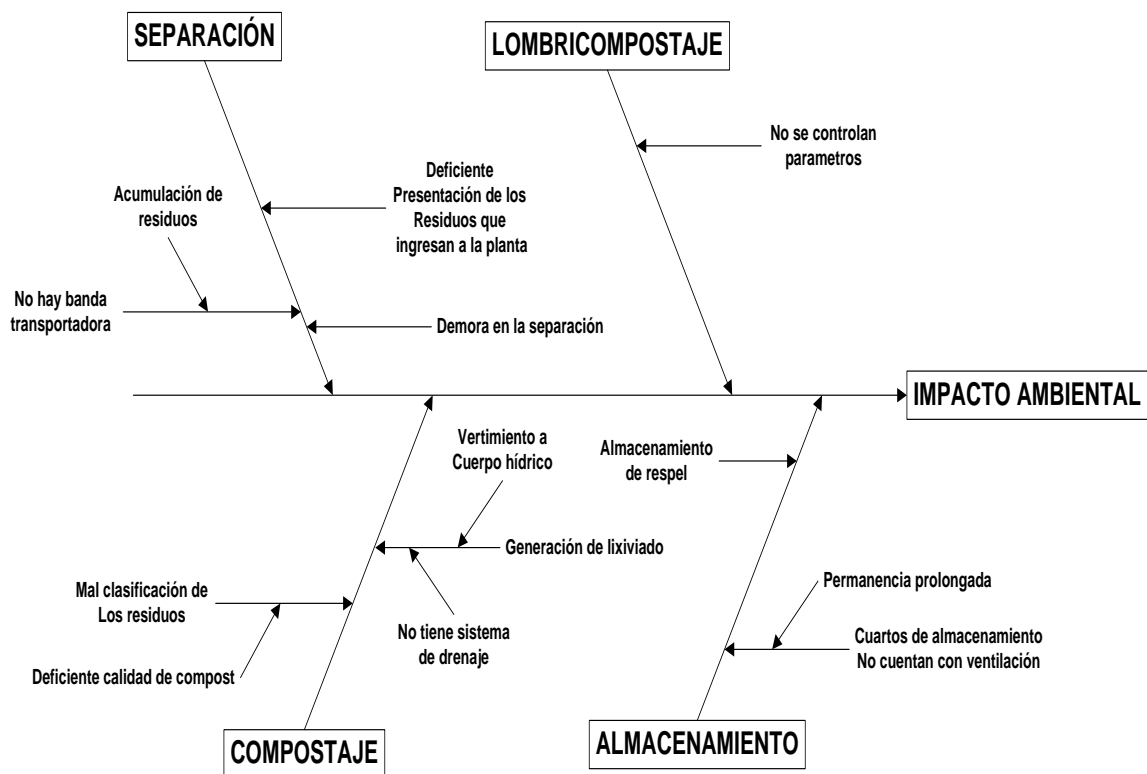 SEPARACIÓN
LOMBRICOMPOSTAJE
No se controlan
parametros
Deficiente
Presentación de los
Residuos que
ingresan a la planta
Acumulación de
residuos
No hay banda
transportadora
Demora en la separación
IMPACTO AMBIENTAL
Vertimiento a
Cuerpo hídrico
Almacenamiento
de respel
Generación de lixiviado
Mal clasificación de
Los residuos
Permanencia prolongada
No tiene sistema
de drenaje
Cuartos de almacenamiento
No cuentan con ventilación
Deficiente calidad de compost
COMPOSTAJE
ALMACENAMIENTO